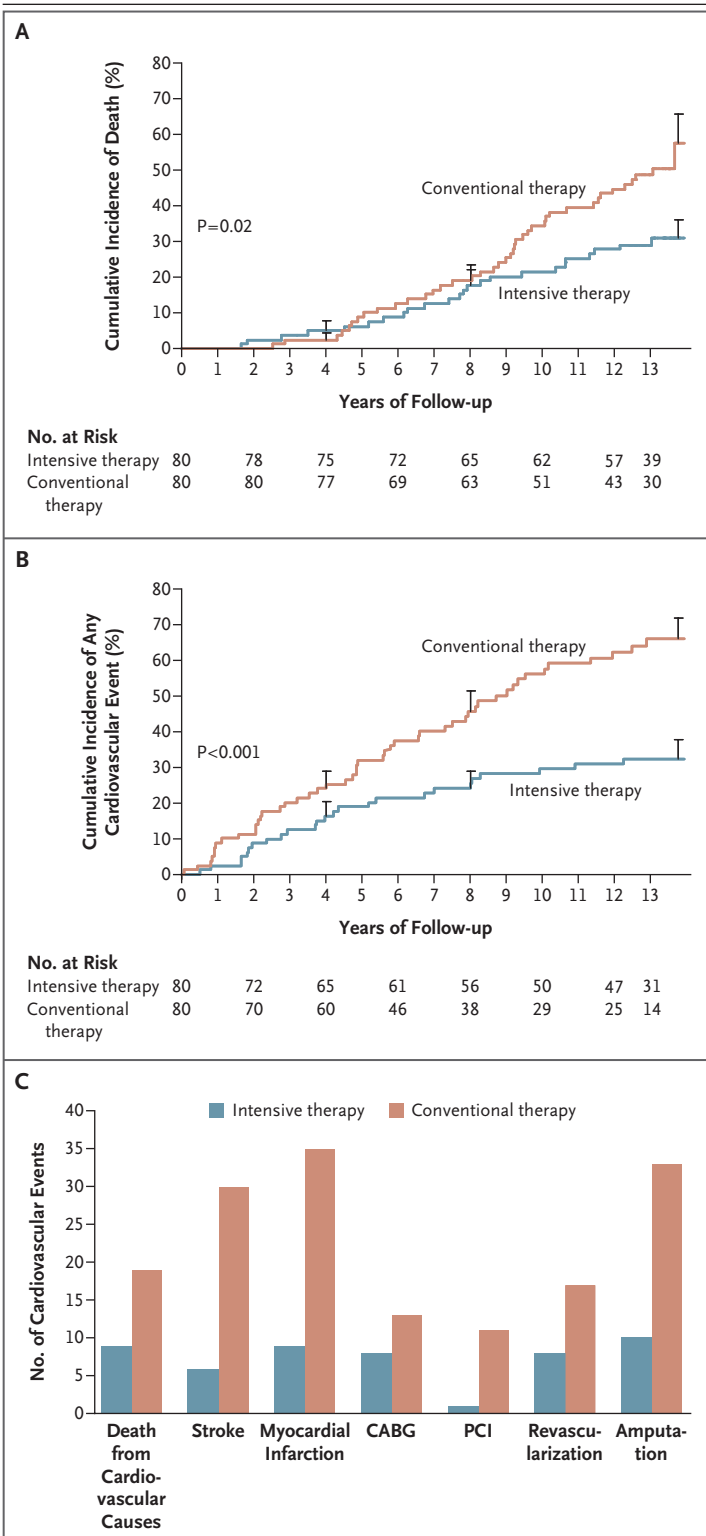 A
Cumulative Incidence of Death (%)
80
70
60
50
40
30
20
10
0
Conventional therapy
P=0.02
Intensive therapy
0 1 2 3 4 5 6 7 8 9 10 11 12 13
Years of Follow-up
No. at Risk
Intensive therapy 80 78 75 72 65 62 57 39
Conventional 80 80 77 69 63 51 43 30
therapy
B
Cumulative Incidence of Any
Cardiovascular Event (%)
80
70
60
50
40
30
20
10
0
Conventional therapy
P<0.001
Intensive therapy
0 1 2 3 4 5 6 7 8 9 10 11 12 13
Years of Follow-up
No. at Risk
Intensive therapy 80 72 65 61 56 50 47 31
Conventional 80 70 60 46 38 29 25 14
therapy
C
No. of Cardiovascular Events
Intensive therapy Conventional therapy
40
35
30
25
20
15
10
5
0
Death Stroke Myocardial CABG PCI Revascu- Amputa-
from Infarction larization tion
Cardio-
vascular
Causes